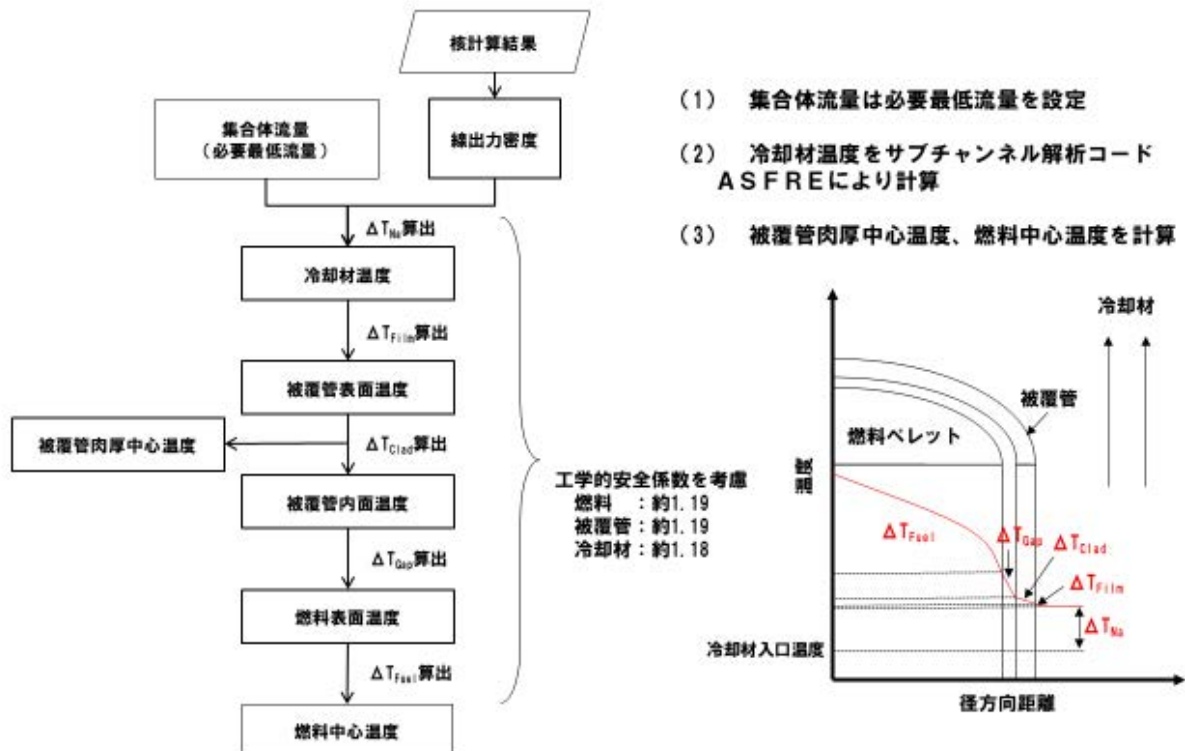 核計算結果
集合体流量
（必要最低流量）
線出力密度
ΔTNa算出
冷却材温度
ΔTFilm算出
被覆管表面温度
被覆管肉厚中心温度
ΔTClad算出
被覆管内面温度
ΔTGap算出
燃料表面温度
ΔTFuel算出
燃料中心温度
工学的安全係数を考慮
燃料　：約1.19
被覆管：約1.19
冷却材：約1.18
（1）　集合体流量は必要最低流量を設定
（2）　冷却材温度をサブチャンネル解析コード
ＡＳＦＲＥにより計算
（3）　被覆管肉厚中心温度、燃料中心温度を計算
冷却材
被覆管
燃料ペレット
温度
ΔTFuel
ΔTGap
ΔTClad
ΔTFilm
ΔTNa
冷却材入口温度
径方向距離